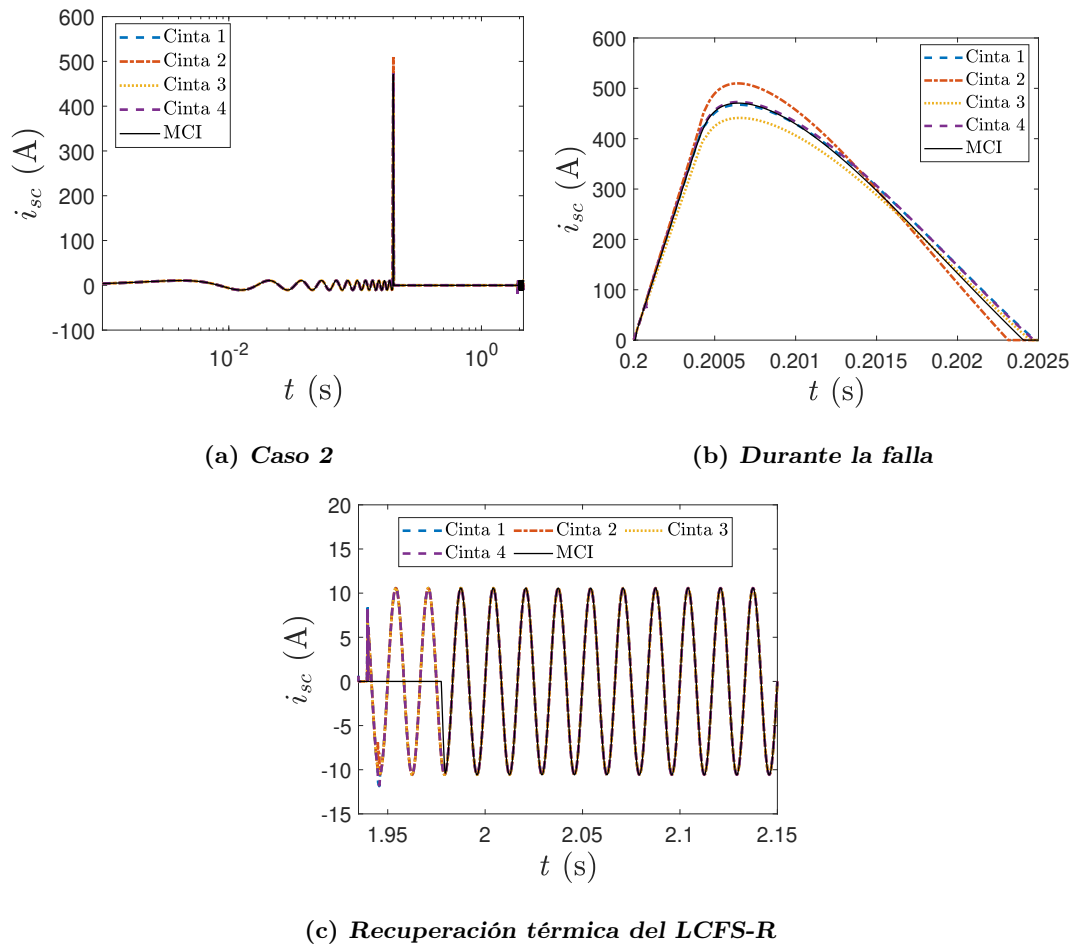 600
500
400
300
200
100
0
-100
i_sc (A)
Cinta 1
Cinta 2
Cinta 3
Cinta 4
MCI
10^-2
10^0
t (s)
(a) Caso 2
600
500
400
300
200
100
0
i_sc (A)
Cinta 1
Cinta 2
Cinta 3
Cinta 4
MCI
0.2 0.2005 0.201 0.2015 0.202 0.2025
t (s)
(b) Durante la falla
20
15
10
5
0
-5
-10
-15
i_sc (A)
Cinta 1 Cinta 2 Cinta 3
Cinta 4 MCI
1.95 2 2.05 2.1 2.15
t (s)
(c) Recuperación térmica del LCFS-R